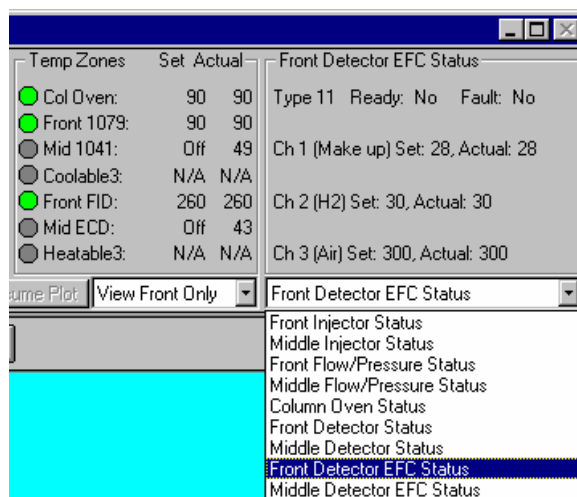 Temp Zones Set Actual
Col Oven: 90 90
Front 1079: 90 90
Mid 1041: Off 49
Coolable3: N/A N/A
Front FID: 260 260
Mid ECD: Off 43
Heatable3: N/A N/A
ume Plot View Front Only
Front Detector EFC Status
Type 11 Ready: No Fault: No
Ch 1 (Make up) Set: 28, Actual: 28
Ch 2 (H2) Set: 30, Actual: 30
Ch 3 (Air) Set: 300, Actual: 300
Front Detector EFC Status
Front Injector Status
Middle Injector Status
Front Flow/Pressure Status
Middle Flow/Pressure Status
Column Oven Status
Front Detector Status
Middle Detector Status
Front Detector EFC Status
Middle Detector EFC Status